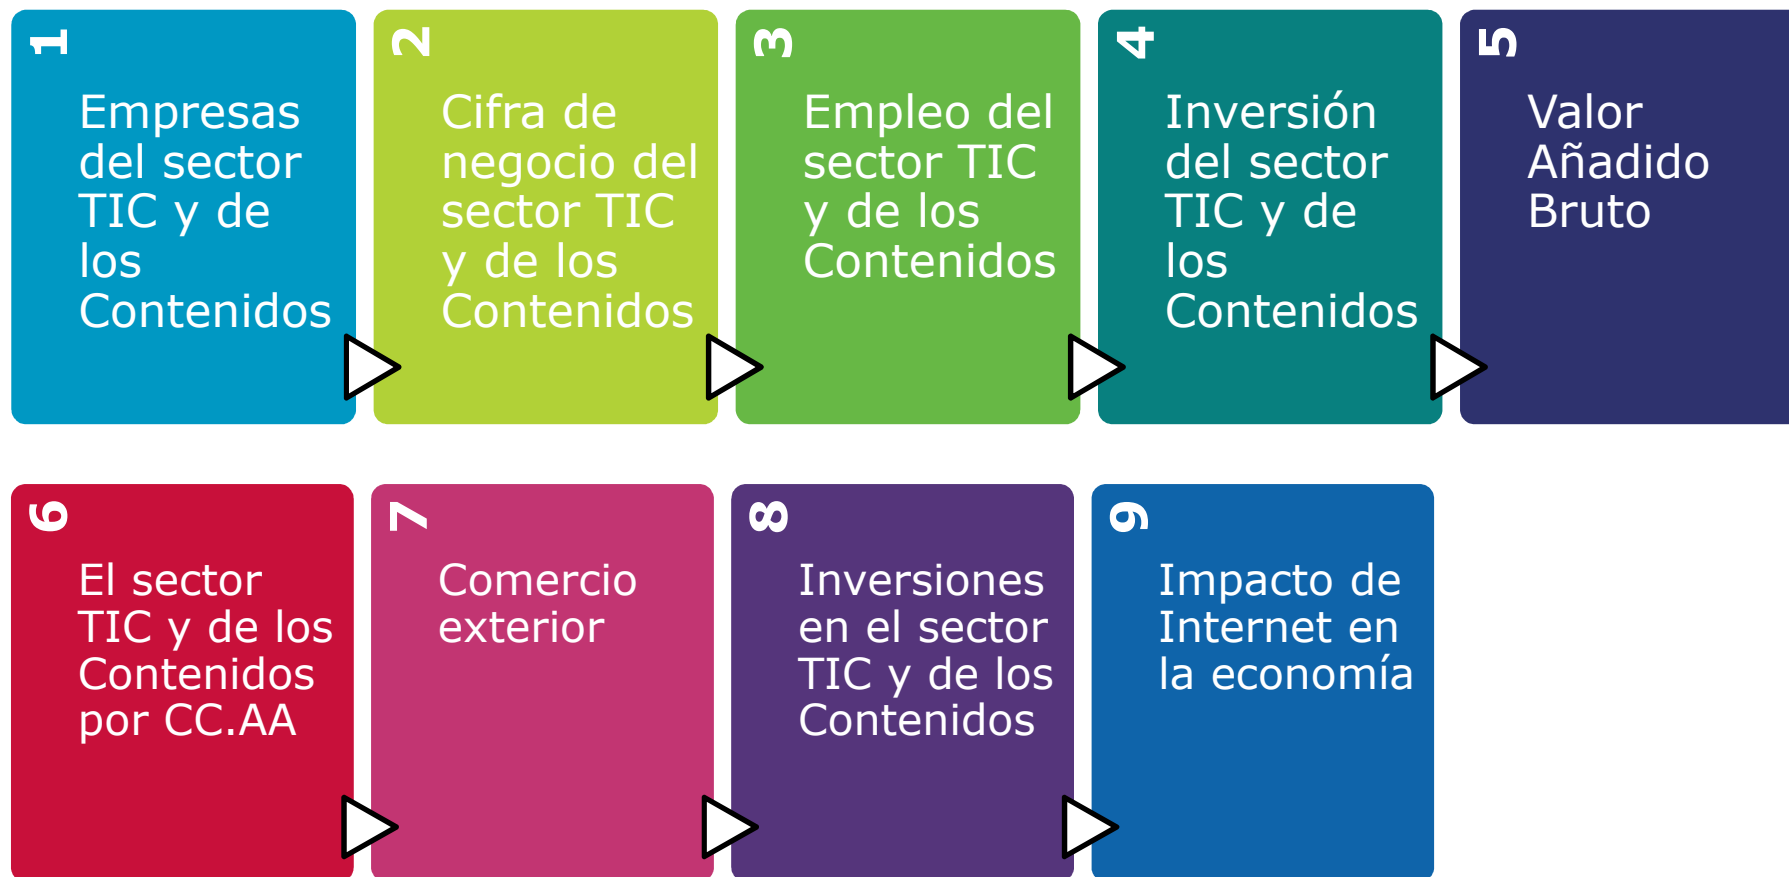 1
Empresas
del sector
TIC y de
los
Contenidos
2
Cifra de
negocio del
sector TIC
y de los
Contenidos
3
Empleo del
sector TIC
y de los
Contenidos
4
Inversión
del sector
TIC y de
los
Contenidos
5
Valor
Añadido
Bruto
6
El sector
TIC y de los
Contenidos
por CC.AA
7
Comercio
exterior
8
Inversiones
en el sector
TIC y de los
Contenidos
9
Impacto de
Internet en
la economía